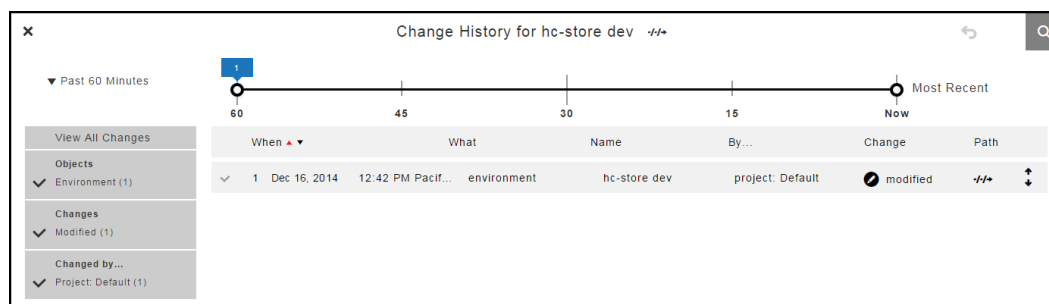 Change History for hc-store dev
Past 60 Minutes
1
Most Recent
60 45 30 15 Now
View All Changes
When What Name By... Change Path
Objects
Environment (1)
1 Dec 16, 2014 12:42 PM Pacif... environment hc-store dev project: Default modified
Changes
Modified (1)
Changed by...
Project: Default (1)